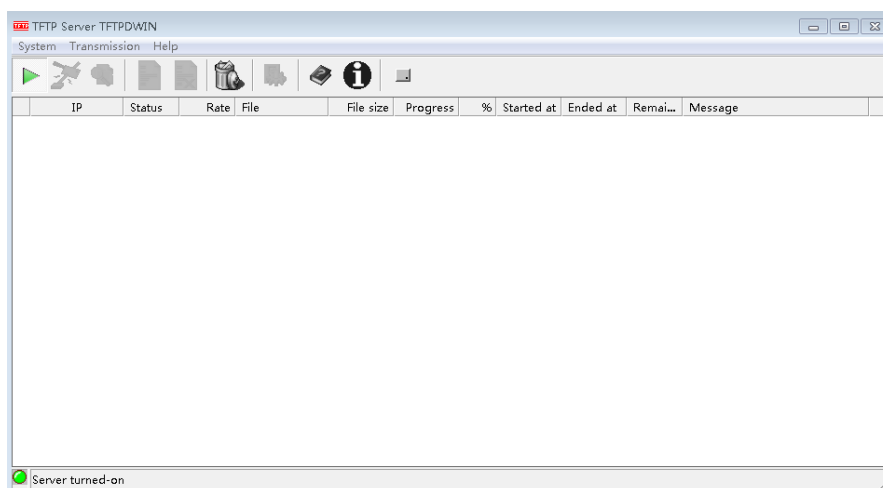 TFTP Server TFTPDWIN
System Transmission Help
IP Status Rate File File size Progress % Started at Ended at Remai... Message
Server turned-on